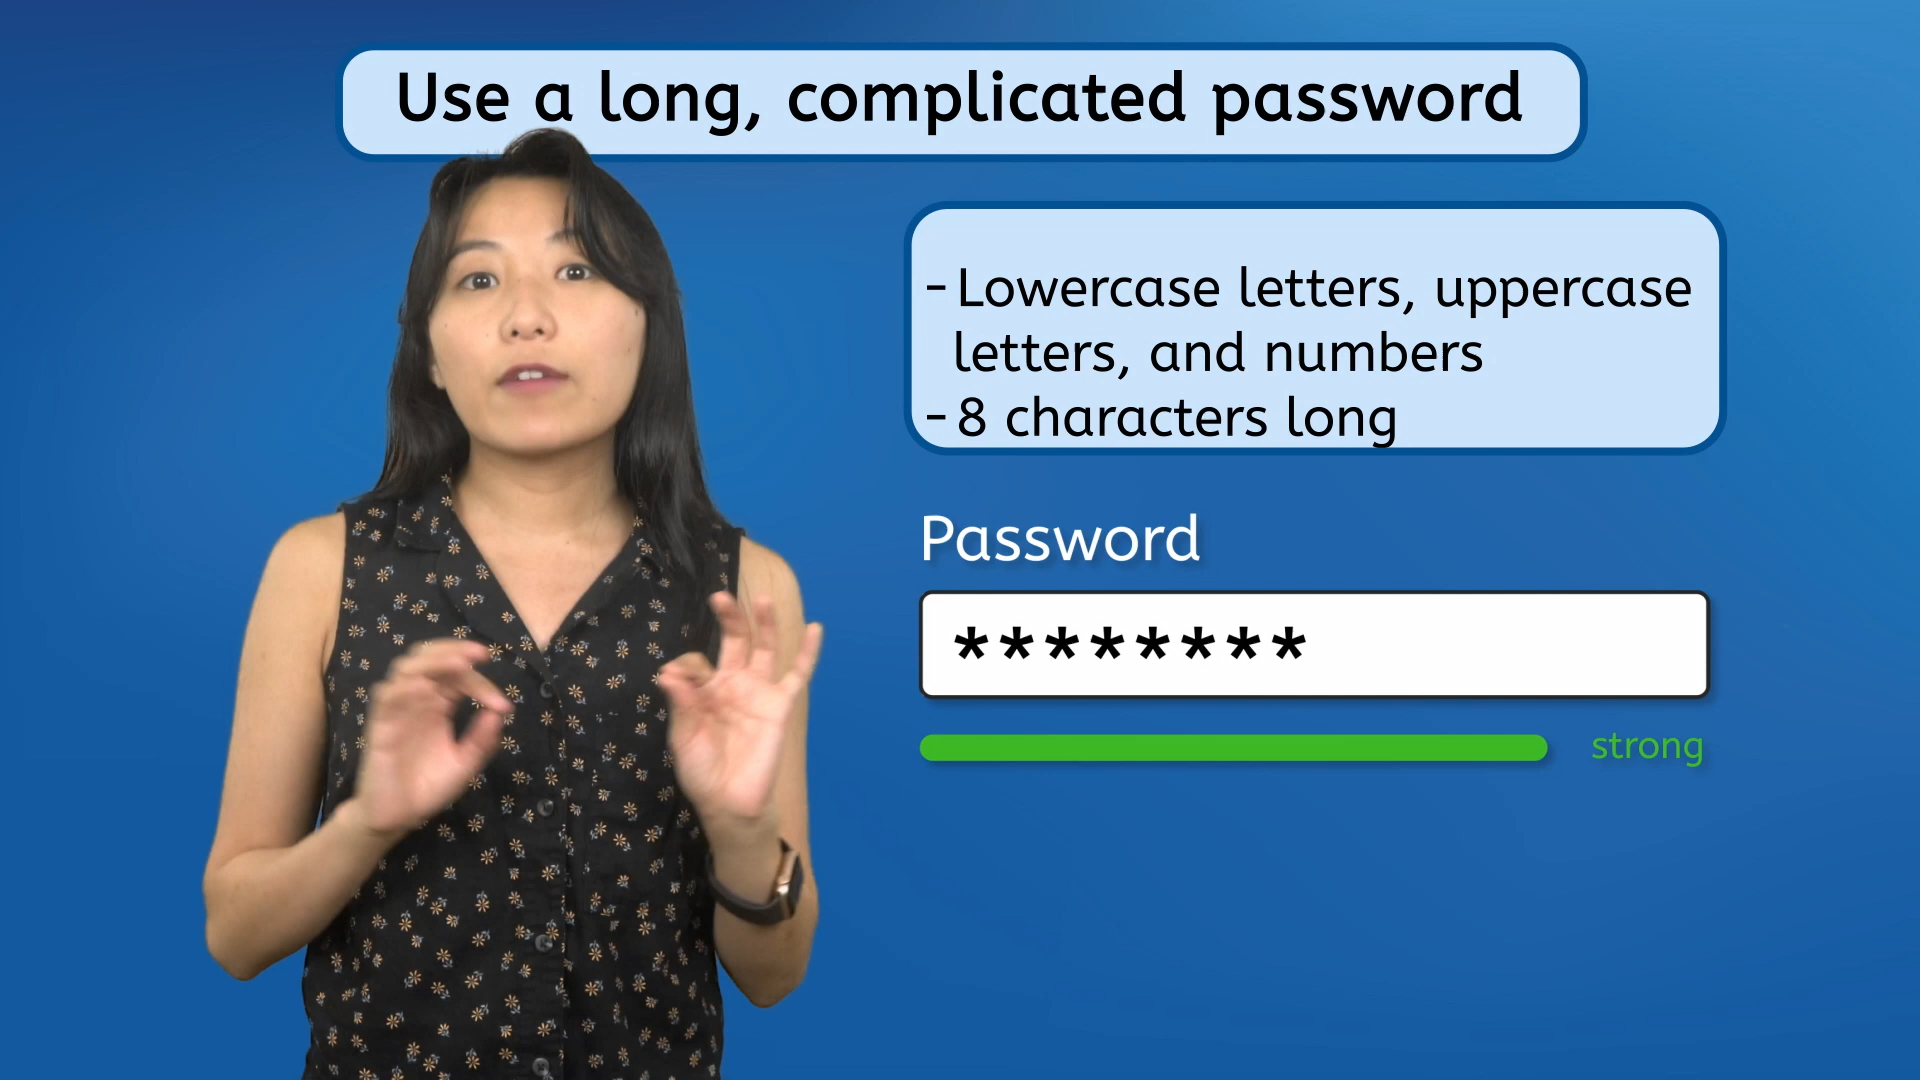 Use a long, complicated password
- Lowercase letters, uppercase
letters, and numbers
- 8 characters long
Password
********
strong